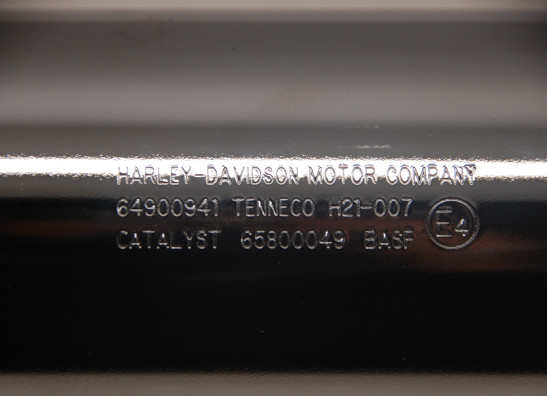 HARLEY-DAVIDSON MOTOR COMPANY
64900941 TENNECO H21-007
CATALYST 65800049 BASF E4